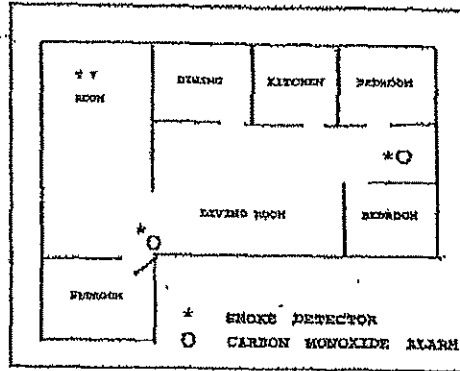 T V
ROOM
DINING
KITCHEN
BEDROOM
* O
LIVING ROOM
BEDROOM
*
O
BEDROOM
* SMOKE DETECTOR
O CARBON MONOXIDE ALARM